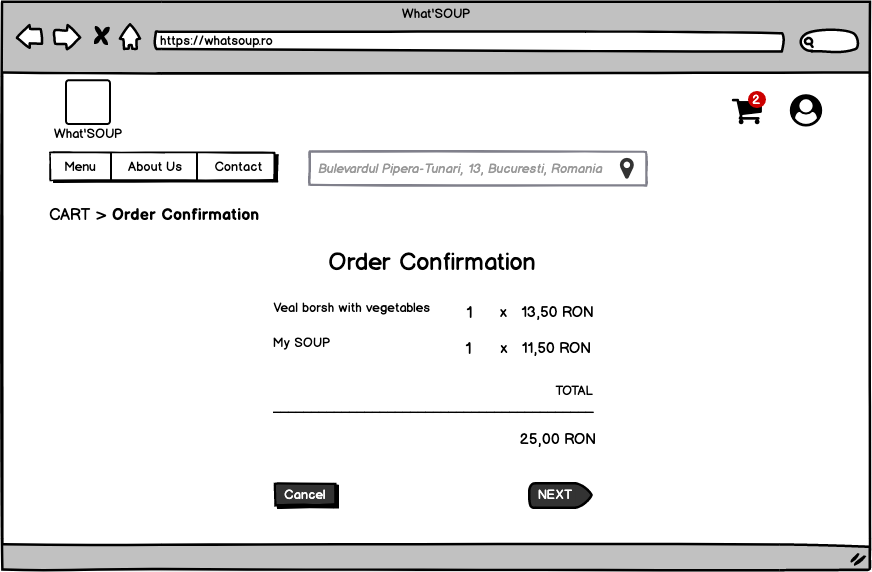 What'SOUP
https://whatsoup.ro
2
What'SOUP
Menu About Us Contact
Bulevardul Pipera-Tunari, 13, Bucuresti, Romania
CART > Order Confirmation
Order Confirmation
Veal borsh with vegetables 1 x 13,50 RON
My SOUP 1 x 11,50 RON
TOTAL
25,00 RON
Cancel NEXT